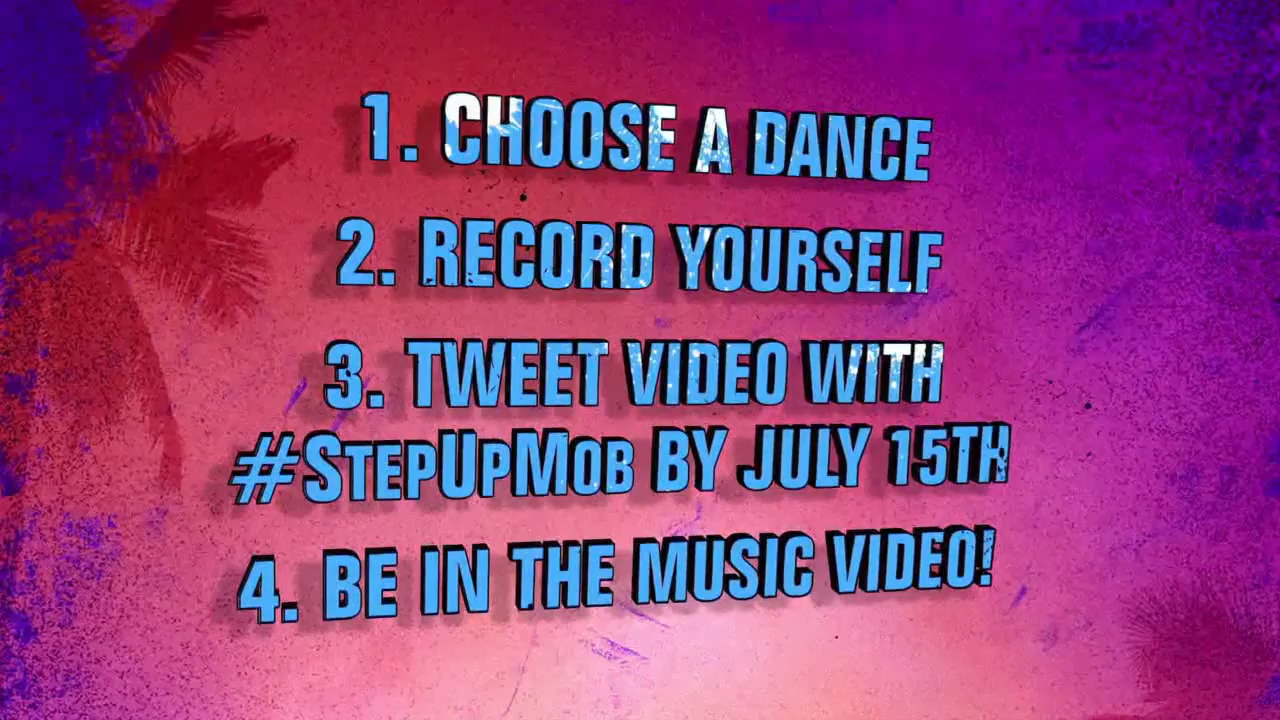 1. CHOOSE A DANCE
2. RECORD YOURSELF
3. TWEET VIDEO WITH
#STEPUPMOB BY JULY 15TH
4. BE IN THE MUSIC VIDEO!